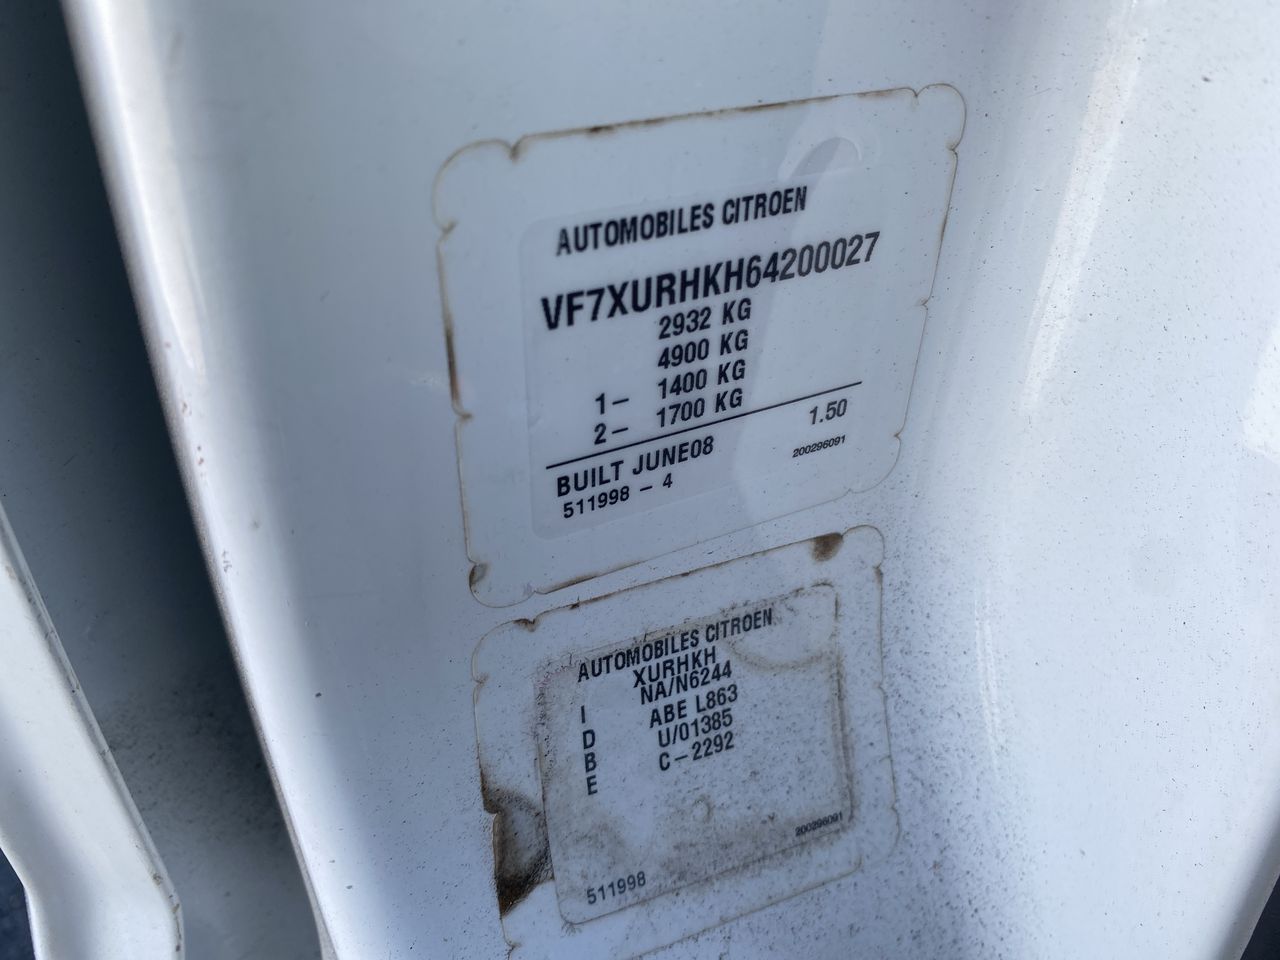 AUTOMOBILES CITROEN
VF7XURHKH64200027
2932 KG
4900 KG
1- 1400 KG
2- 1700 KG
BUILT JUNE08 1.50
511998 - 4 200296091
AUTOMOBILES CITROEN
XURHKH
NA/N6244
I ABE L863
D U/01385
B C-2292
E
200296091
511998